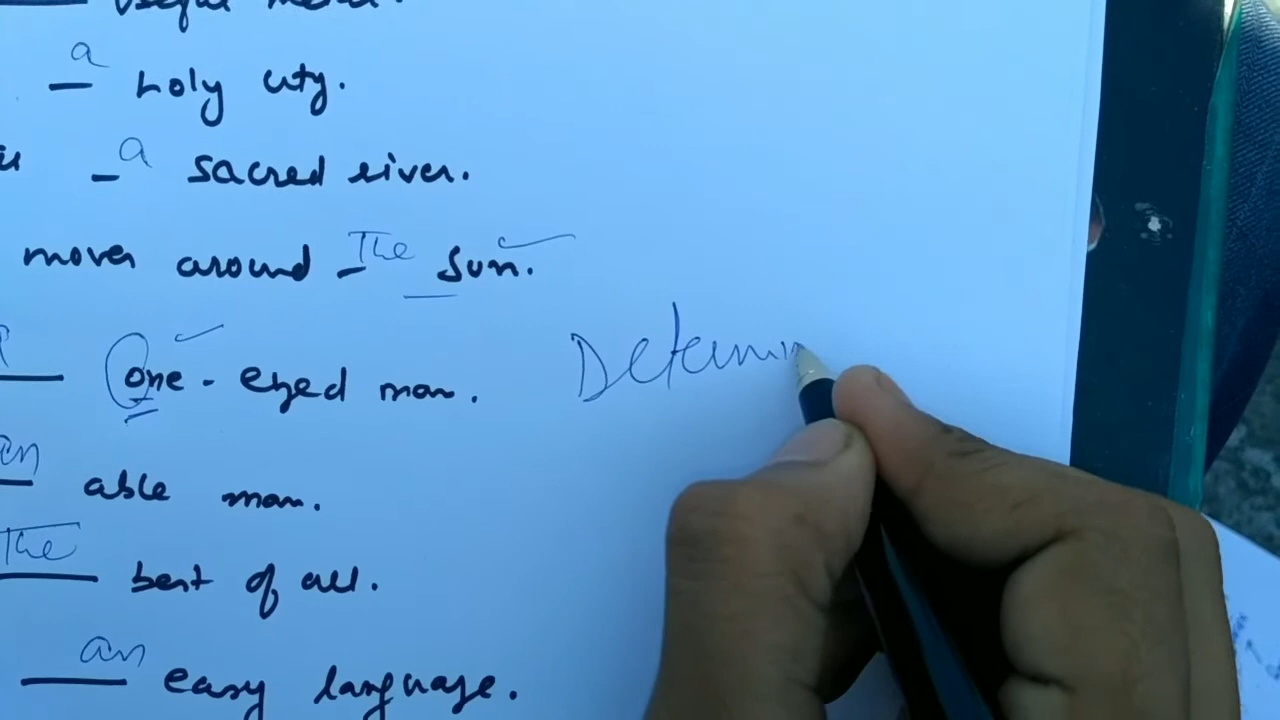 a holy city.
a sacred river.
moves around The sun.
One-eyed man. Determin
an able man.
The best of all.
an easy language.